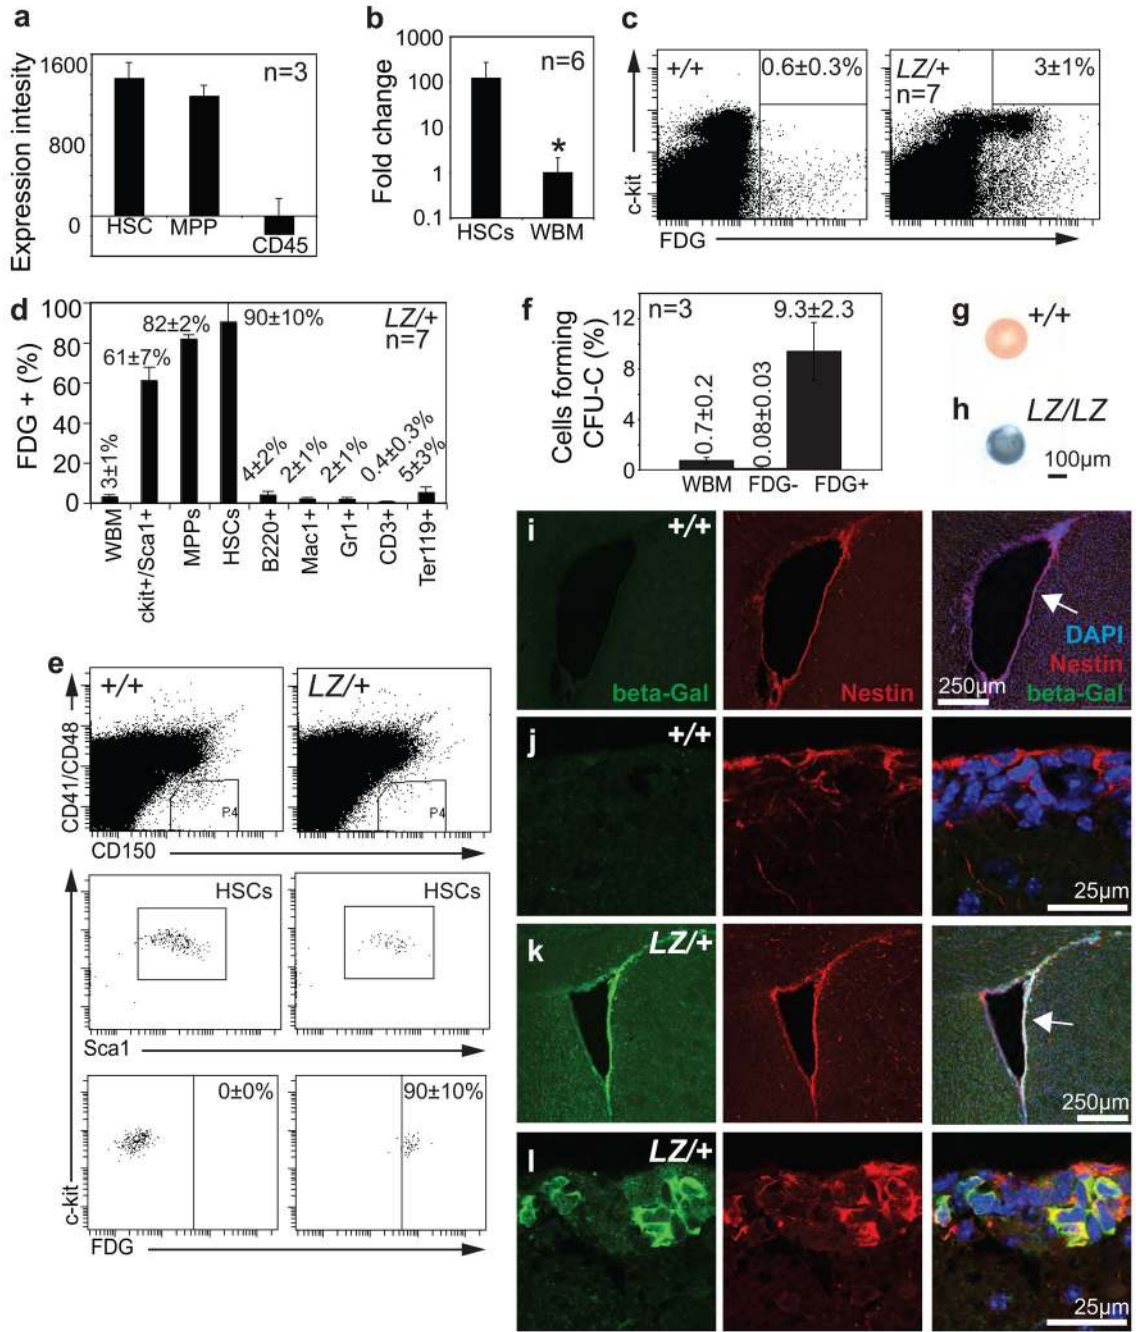 a
Expression intesity
1600
800
0
n=3
HSC
MPP
CD45
b
Fold change
1000
100
10
1
0.1
n=6
*
HSCs
WBM
c
c-kit
+/+
0.6±0.3%
LZ/+
n=7
3±1%
FDG
d
FDG + (%)
100
80
60
40
20
0
LZ/+
n=7
3±1%
61±7%
82±2%
90±10%
4±2%
2±1%
2±1%
0.4±0.3%
5±3%
WBM
ckit+/Sca1+
MPPs
HSCs
B220+
Mac1+
Gr1+
CD3+
Ter119+
f
Cells forming
CFU-C (%)
12
8
4
0
n=3
0.7±0.2
0.08±0.03
9.3±2.3
WBM
FDG-
FDG+
g
+/+
h
LZ/LZ
100µm
e
CD41/CD48
+/+
P4
LZ/+
P4
CD150
HSCs
HSCs
Sca1
c-kit
0±0%
90±10%
FDG
i
+/+
beta-Gal
Nestin
DAPI
Nestin
beta-Gal
250µm
j
+/+
25µm
k
LZ/+
250µm
l
LZ/+
25µm